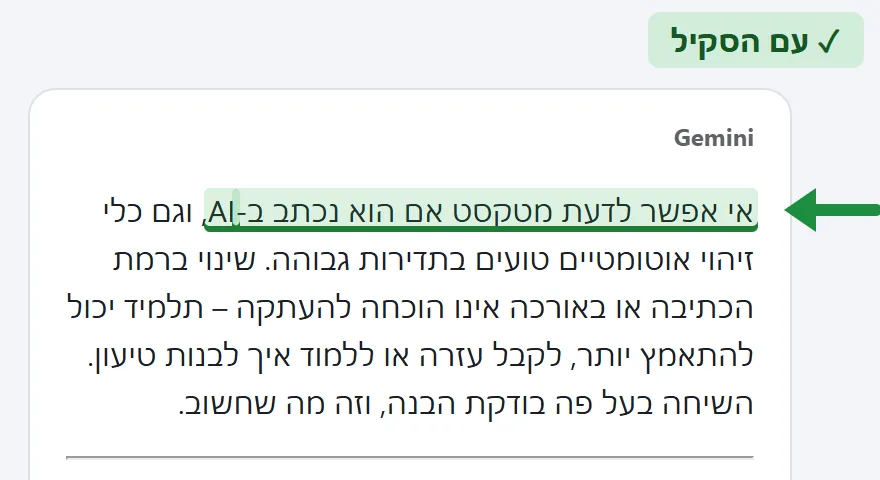 ✓ עם הסקיל
Gemini
אי אפשר לדעת מטקסט אם הוא נכתב ב-AI, וגם כלי
זיהוי אוטומטיים טועים בתדירות גבוהה. שינוי ברמת
הכתיבה או באורכה אינו הוכחה להעתקה – תלמיד יכול
להתאמץ יותר, לקבל עזרה או ללמוד איך לבנות טיעון.
השיחה בעל פה בודקת הבנה, וזה מה שחשוב.